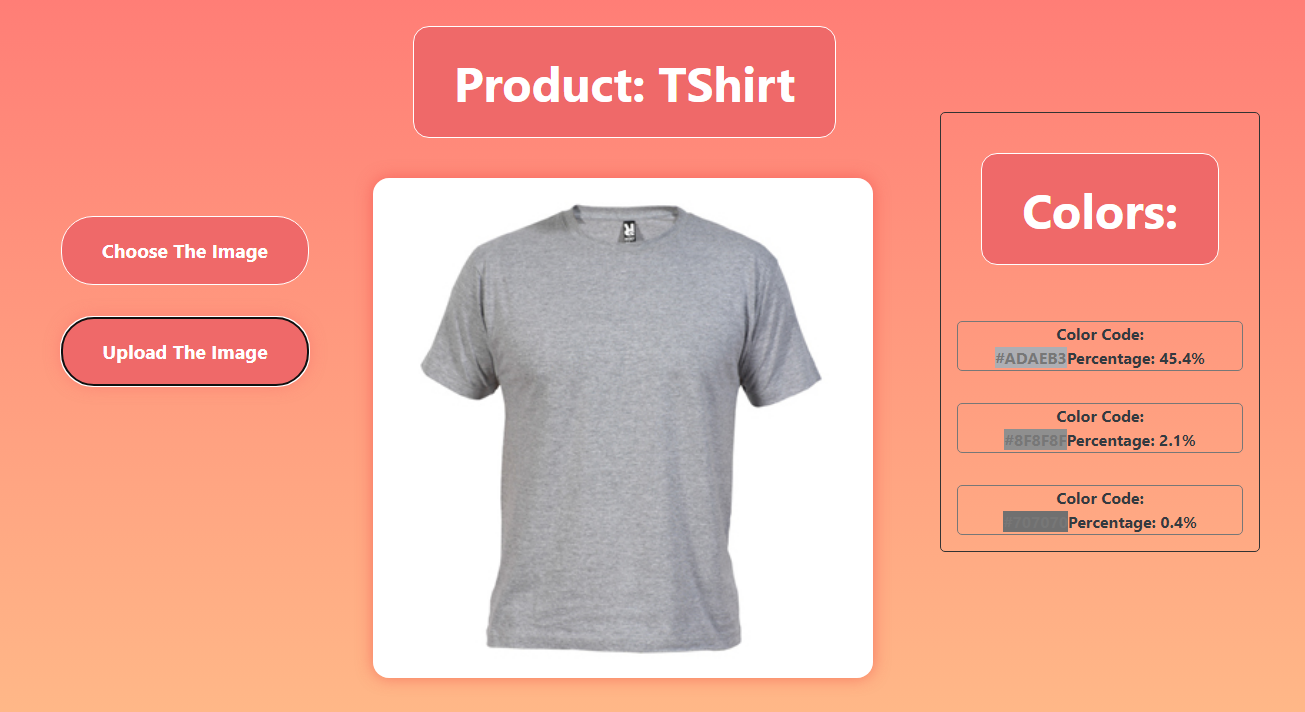 Product: TShirt
Choose The Image
Upload The Image
Colors:
Color Code:
#ADAEB3Percentage: 45.4%
Color Code:
#8F8F8FPercentage: 2.1%
Color Code:
Percentage: 0.4%